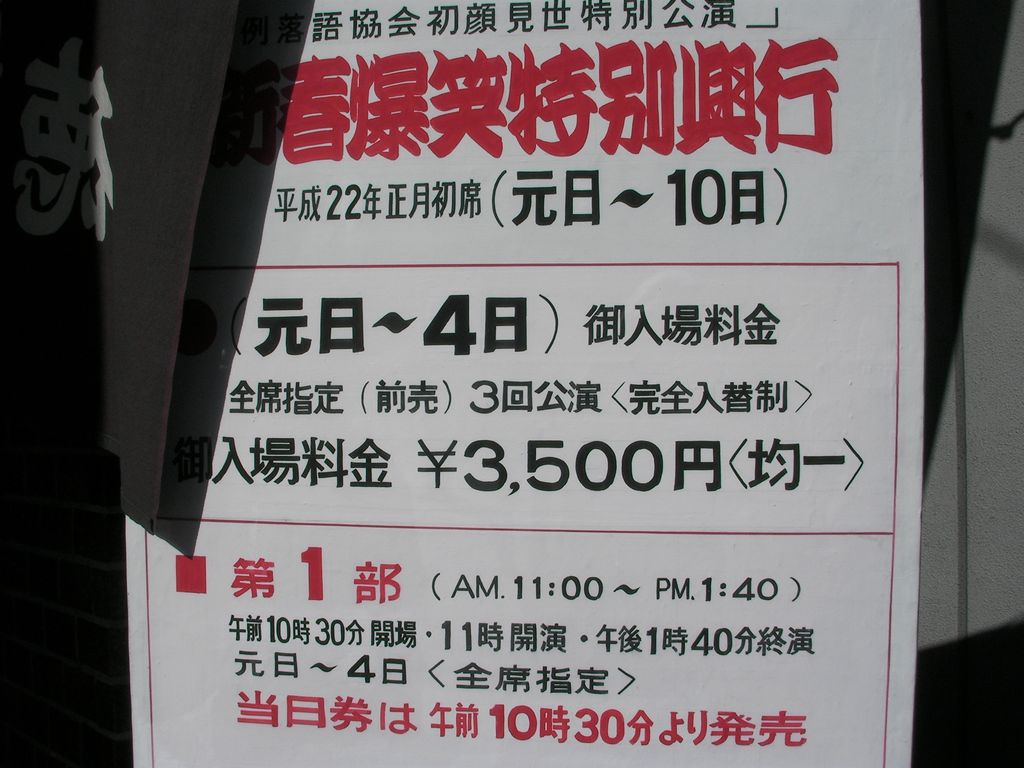 例落語協会初顔見世特別公演」
新春爆笑特別興行
平成22年正月初席(元日~10日)
●(元日~4日)御入場料金
全席指定(前売)3回公演〈完全入替制〉
御入場料金 ¥3,500円〈均一〉
■ 第1部(AM.11:00~PM.1:40)
午前10時30分開場・11時開演・午後1時40分終演
元日~4日〈全席指定〉
当日券は午前10時30分より発売